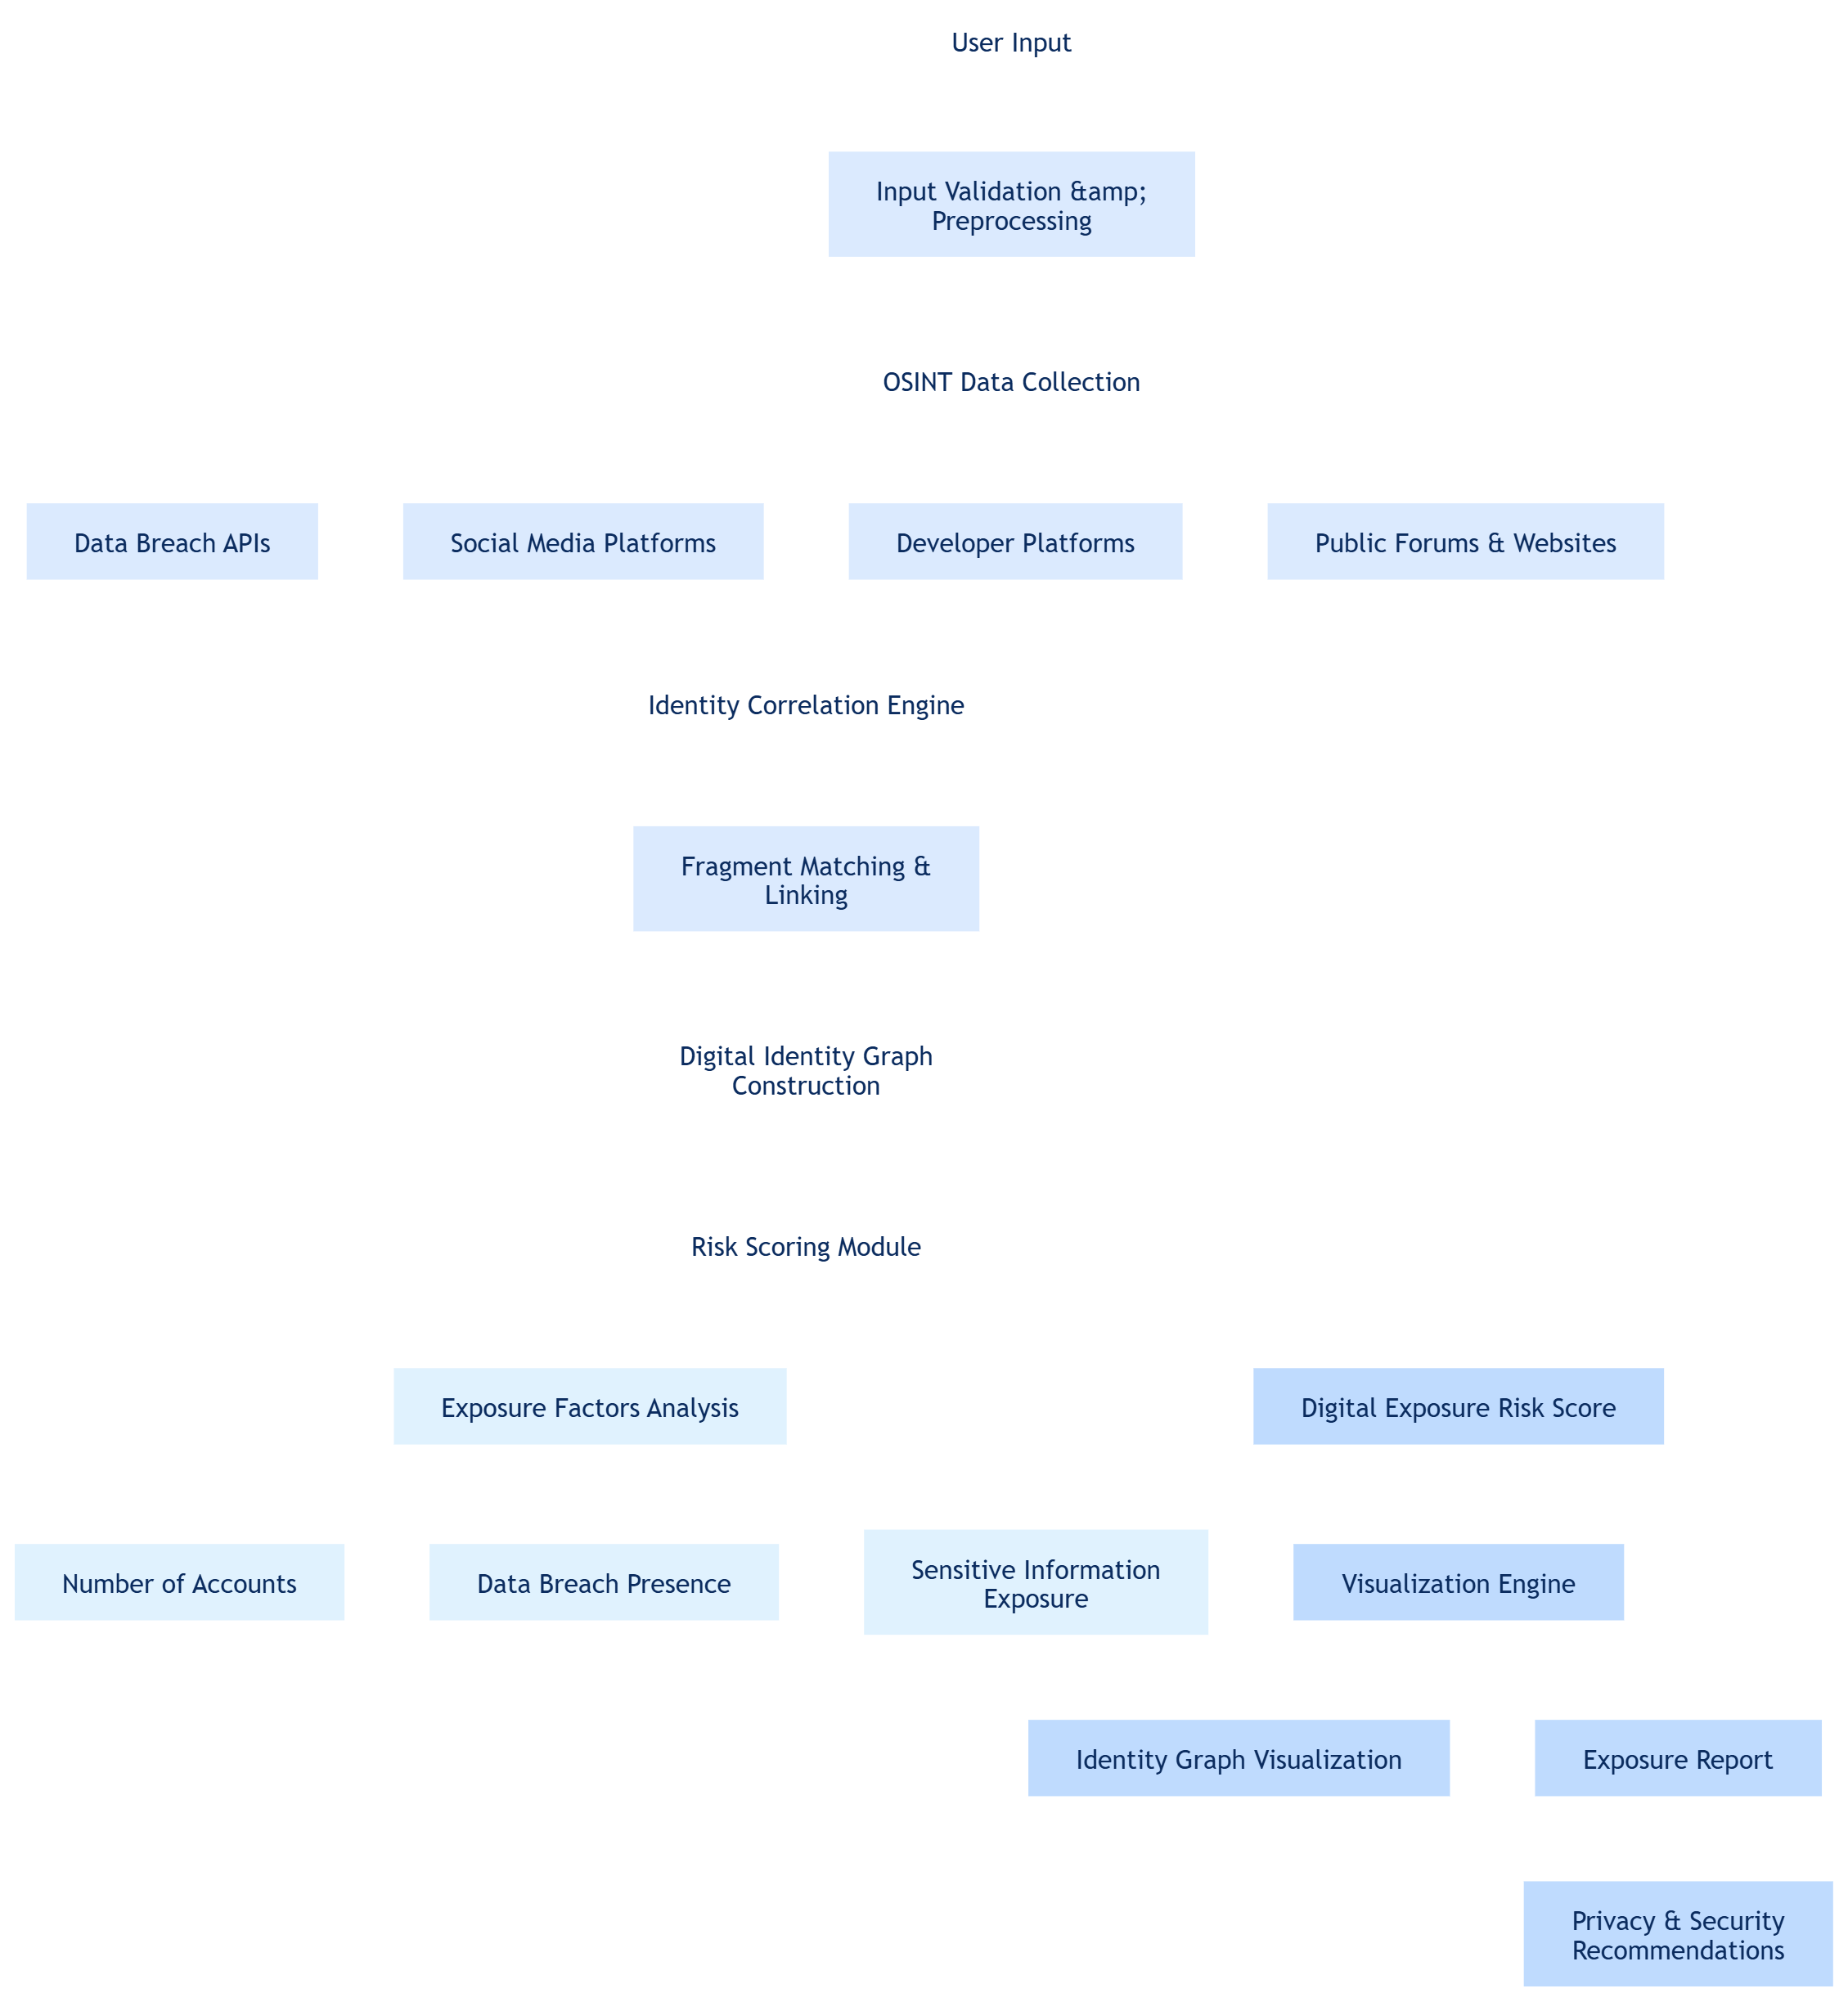 User Input
Input Validation &amp;
Preprocessing
OSINT Data Collection
Data Breach APIs
Social Media Platforms
Developer Platforms
Public Forums & Websites
Identity Correlation Engine
Fragment Matching &
Linking
Digital Identity Graph
Construction
Risk Scoring Module
Exposure Factors Analysis
Digital Exposure Risk Score
Number of Accounts
Data Breach Presence
Sensitive Information
Exposure
Visualization Engine
Identity Graph Visualization
Exposure Report
Privacy & Security
Recommendations